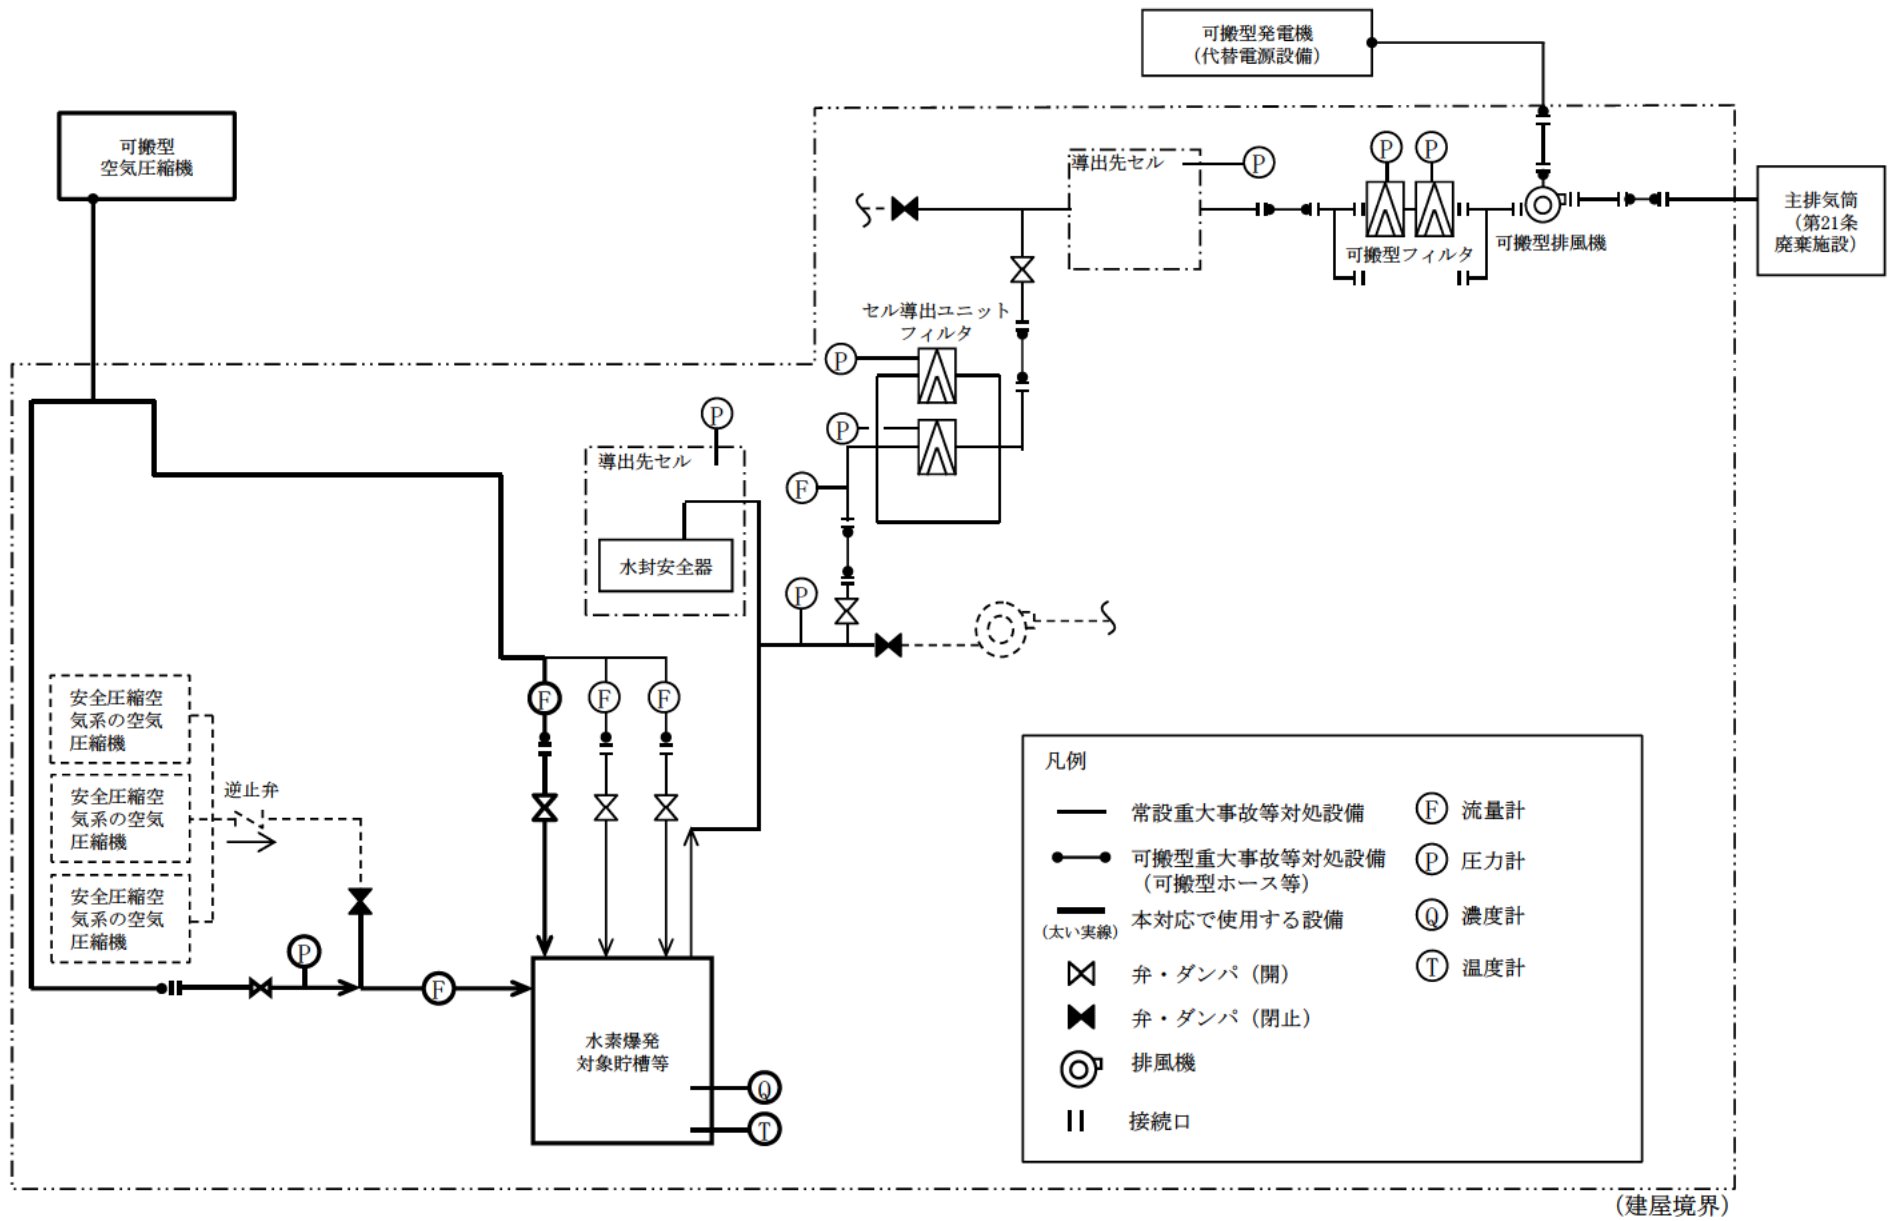 可搬型発電機
（代替電源設備）
可搬型
空気圧縮機
導出先セル
P
P
P
主排気筒
（第21条
廃棄施設）
可搬型フィルタ
可搬型排風機
セル導出ユニット
フィルタ
P
P
F
P
導出先セル
水封安全器
P
F
F
F
安全圧縮空
気系の空気
圧縮機
安全圧縮空
気系の空気
圧縮機
安全圧縮空
気系の空気
圧縮機
逆止弁
P
F
水素爆発
対象貯槽等
Q
T
凡例
常設重大事故等対処設備
可搬型重大事故等対処設備
（可搬型ホース等）
本対応で使用する設備
(太い実線)
弁・ダンパ（開）
弁・ダンパ（閉止）
排風機
接続口
F 流量計
P 圧力計
Q 濃度計
T 温度計
（建屋境界）